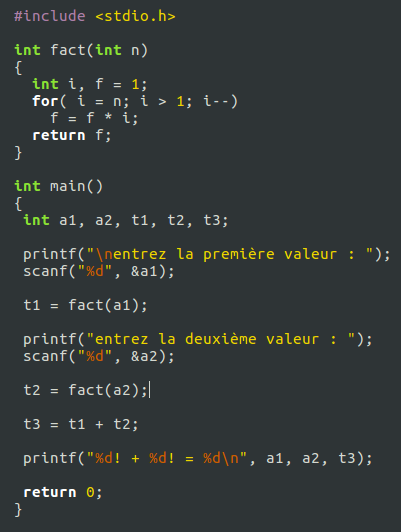 #include <stdio.h>
int fact(int n)
{
int i, f = 1;
for( i = n; i > 1; i--)
f = f * i;
return f;
}
int main()
{
int a1, a2, t1, t2, t3;
printf("\nentrez la première valeur : ");
scanf("%d", &a1);
t1 = fact(a1);
printf("entrez la deuxième valeur : ");
scanf("%d", &a2);
t2 = fact(a2);
t3 = t1 + t2;
printf("%d! + %d! = %d\n", a1, a2, t3);
return 0;
}